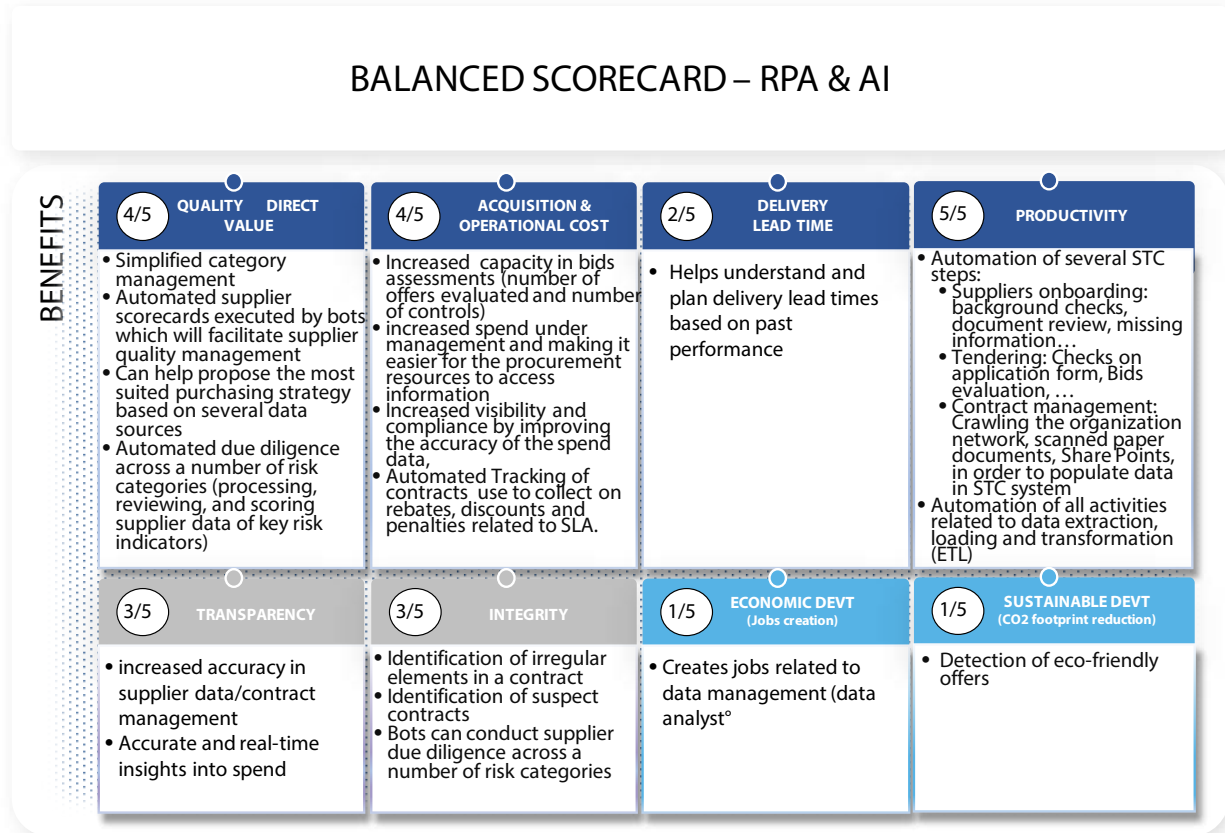 BALANCED SCORECARD – RPA & AI
BENEFITS
4/5
QUALITY DIRECT
VALUE
• Simplified category
management
• Automated supplier
scorecards executed by bots
which will facilitate supplier
quality management
• Can help propose the most
suited purchasing strategy
based on several data
sources
• Automated due diligence
across a number of risk
categories (processing,
reviewing, and scoring
supplier data of key risk
indicators)
4/5
ACQUISITION &
OPERATIONAL COST
• Increased capacity in bids
assessments (number of
offers evaluated and number
of controls)
• increased spend under
management and making it
easier for the procurement
resources to access
information
• Increased visibility and
compliance by improving
the accuracy of the spend
data,
• Automated Tracking of
contracts use to collect on
rebates, discounts and
penalties related to SLA.
2/5
DELIVERY
LEAD TIME
• Helps understand and
plan delivery lead times
based on past
performance
5/5
PRODUCTIVITY
• Automation of several STC
steps:
• Suppliers onboarding:
background checks,
document review, missing
information…
• Tendering: Checks on
application form, Bids
evaluation, …
• Contract management:
Crawling the organization
network, scanned paper
documents, Share Points,
in order to populate data
in STC system
• Automation of all activities
related to data extraction,
loading and transformation
(ETL)
3/5
TRANSPARENCY
• increased accuracy in
supplier data/contract
management
• Accurate and real-time
insights into spend
3/5
INTEGRITY
• Identification of irregular
elements in a contract
• Identification of suspect
contracts
• Bots can conduct supplier
due diligence across a
number of risk categories
1/5
ECONOMIC DEVT
(Jobs creation)
• Creates jobs related to
data management (data
analyst°
1/5
SUSTAINABLE DEVT
(CO2 footprint reduction)
• Detection of eco-friendly
offers